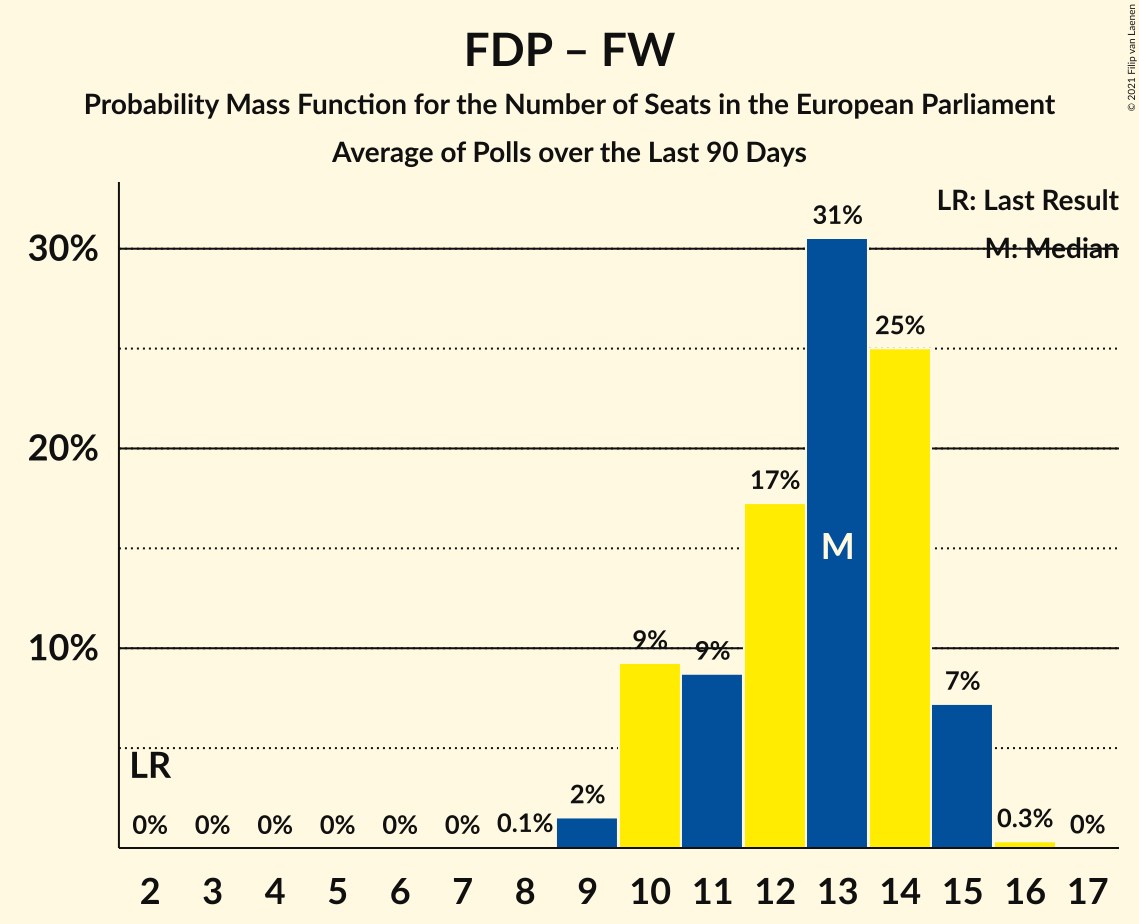 FDP – FW
Probability Mass Function for the Number of Seats in the European Parliament
Average of Polls over the Last 90 Days
© 2021 Filip van Laenen
LR: Last Result
M: Median
30%
20%
10%
31%
25%
17%
M
9%
9%
7%
LR
2%
0%
0%
0%
0%
0%
0%
0.1%
0.3%
0%
2 3 4 5 6 7 8 9 10 11 12 13 14 15 16 17